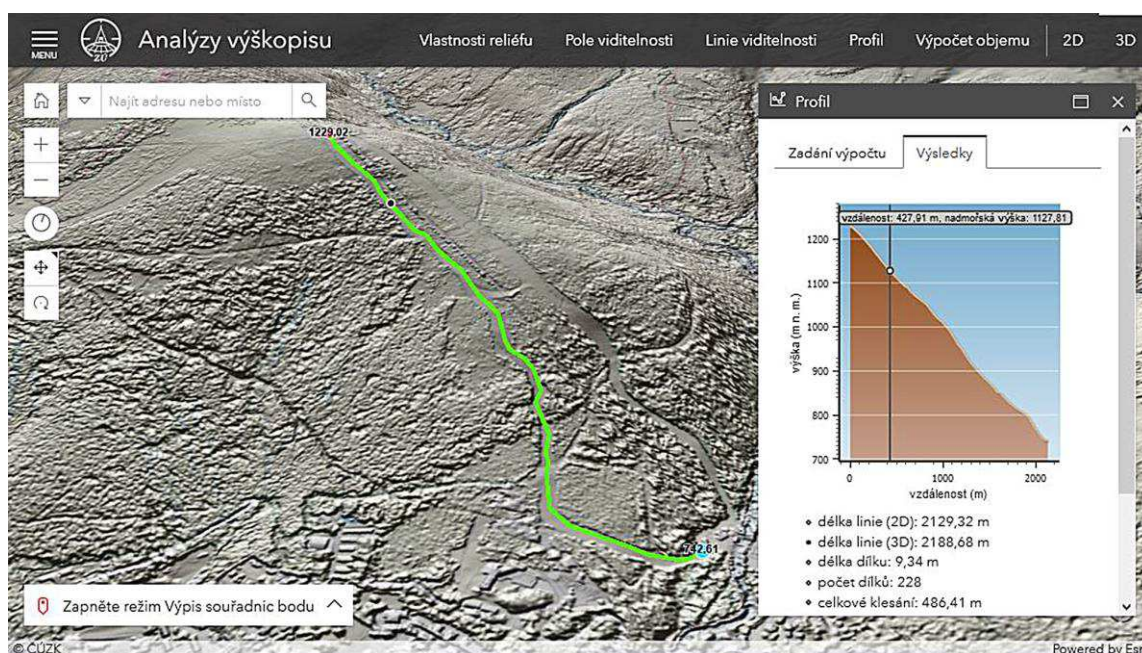 MENU
ZÚ
Analýzy výškopisu
Vlastnosti reliéfu
Pole viditelnosti
Linie viditelnosti
Profil
Výpočet objemu
2D
3D
Najít adresu nebo místo
1229,02
742,61
Profil
Zadání výpočtu
Výsledky
vzdálenost: 427,91 m, nadmořská výška: 1127,81
1200
1100
1000
900
800
700
výška (m n. m.)
0
1000
2000
vzdálenost (m)
délka linie (2D): 2129,32 m
délka linie (3D): 2188,68 m
délka dílku: 9,34 m
počet dílků: 228
celkové klesání: 486,41 m
Zapněte režim Výpis souřadnic bodu
© ČÚZK
Powered by Esri